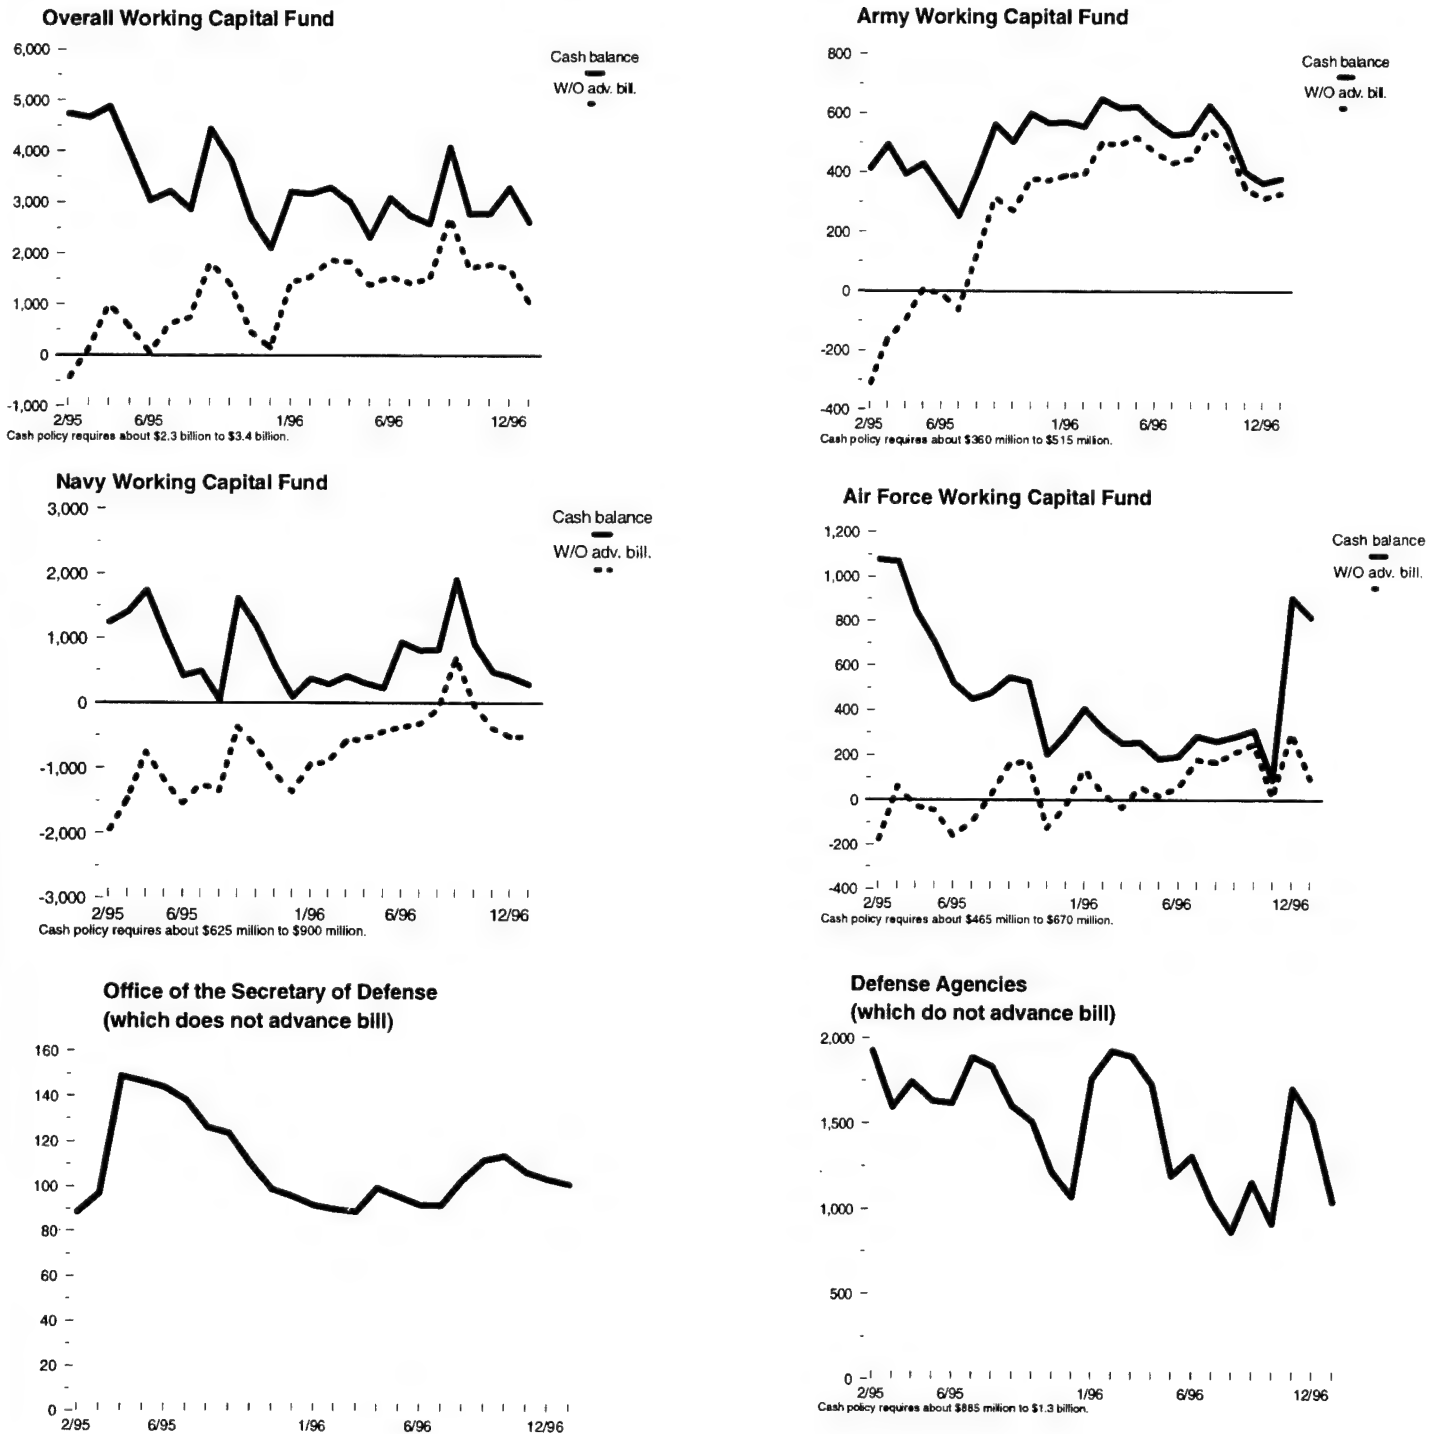 Overall Working Capital Fund
6,000
5,000
4,000
3,000
2,000
1,000
0
-1,000
2/95 6/95 1/96 6/96 12/96
Cash balance
W/O adv. bill.
Cash policy requires about $2.3 billion to $3.4 billion.
Army Working Capital Fund
800
600
400
200
0
-200
-400
2/95 6/95 1/96 6/96 12/96
Cash balance
W/O adv. bill.
Cash policy requires about $360 million to $515 million.
Navy Working Capital Fund
3,000
2,000
1,000
0
-1,000
-2,000
-3,000
2/95 6/95 1/96 6/96 12/96
Cash balance
W/O adv. bill.
Cash policy requires about $625 million to $900 million.
Air Force Working Capital Fund
1,200
1,000
800
600
400
200
0
-200
-400
2/95 6/95 1/96 6/96 12/96
Cash balance
W/O adv. bill.
Cash policy requires about $465 million to $670 million.
Office of the Secretary of Defense
(which does not advance bill)
160
140
120
100
80
60
40
20
0
2/95 6/95 1/96 6/96 12/96
Defense Agencies
(which do not advance bill)
2,000
1,500
1,000
500
0
2/95 6/95 1/96 6/96 12/96
Cash policy requires about $885 million to $1.3 billion.